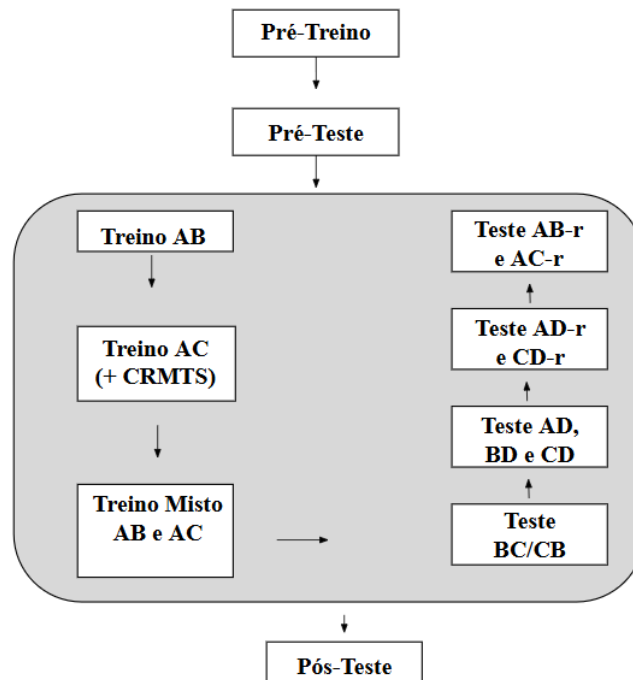 Pré-Treino
Pré-Teste
Treino AB
Treino AC
(+ CRMTS)
Treino Misto
AB e AC
Teste AB-r
e AC-r
Teste AD-r
e CD-r
Teste AD,
BD e CD
Teste
BC/CB
Pós-Teste